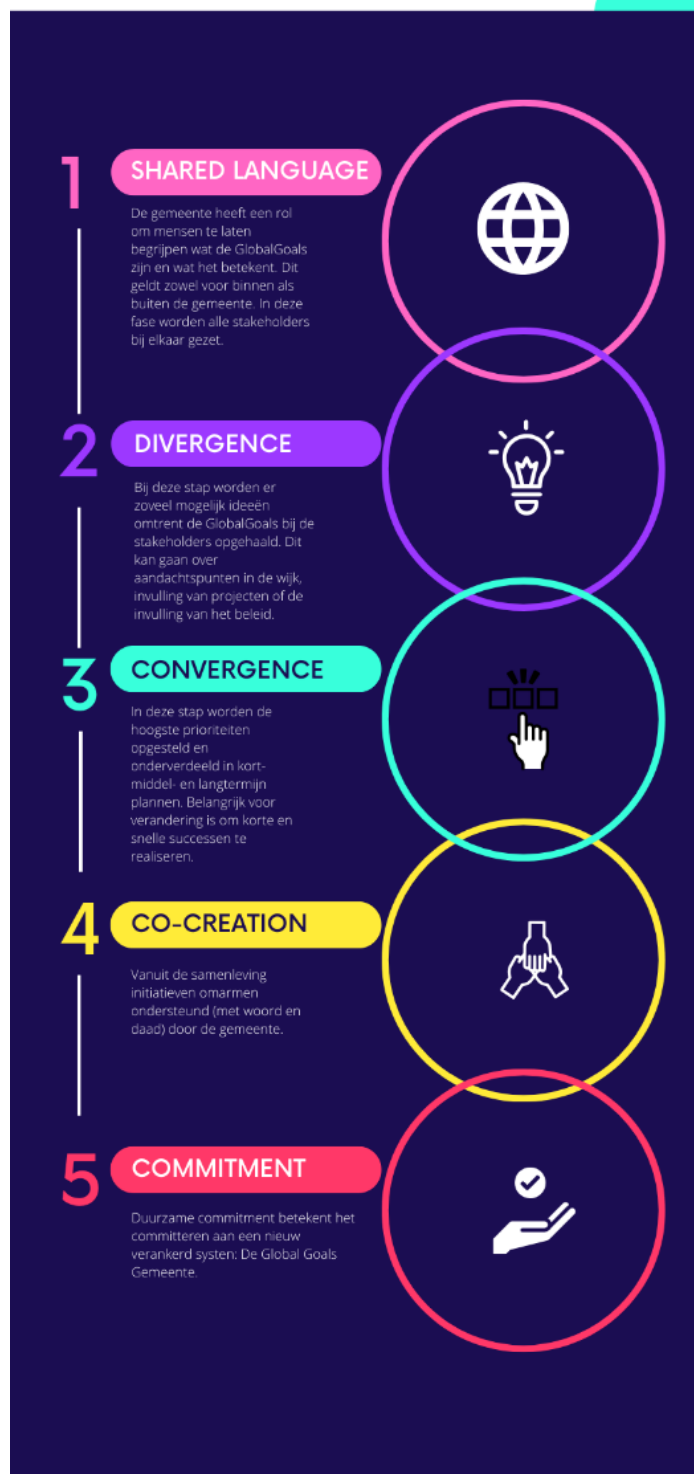 1
SHARED LANGUAGE
De gemeente heeft een rol
om mensen te laten
begrijpen wat de GlobalGoals
zijn en wat het betekent. Dit
geldt zowel voor binnen als
buiten de gemeente. In deze
fase worden alle stakeholders
bij elkaar gezet.
2
DIVERGENCE
Bij deze stap worden er
zoveel mogelijk ideeën
omtrent de GlobalGoals bij de
stakeholders opgehaald. Dit
kan gaan over
aandachtspunten in de wijk,
invulling van projecten of de
invulling van het beleid.
3
CONVERGENCE
In deze stap worden de
hoogste prioriteiten
opgesteld en
onderverdeeld in kort-
middel- en langtermijn
plannen. Belangrijk voor
verandering is om korte en
snelle successen te
realiseren.
4
CO-CREATION
Vanuit de samenleving
initiatieven omarmen
ondersteund (met woord en
daad) door de gemeente.
5
COMMITMENT
Duurzame commitment betekent het
committeren aan een nieuw
verankerd systen: De Global Goals
Gemeente.